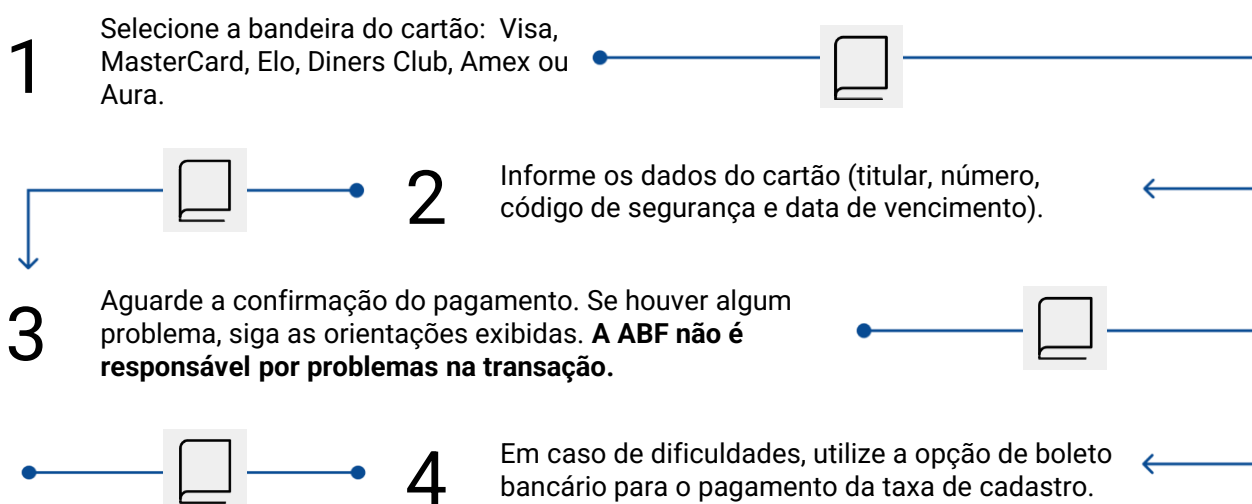 1
Selecione a bandeira do cartão: Visa,
MasterCard, Elo, Diners Club, Amex ou
Aura.
2
Informe os dados do cartão (titular, número,
código de segurança e data de vencimento).
3
Aguarde a confirmação do pagamento. Se houver algum
problema, siga as orientações exibidas. A ABF não é
responsável por problemas na transação.
4
Em caso de dificuldades, utilize a opção de boleto
bancário para o pagamento da taxa de cadastro.